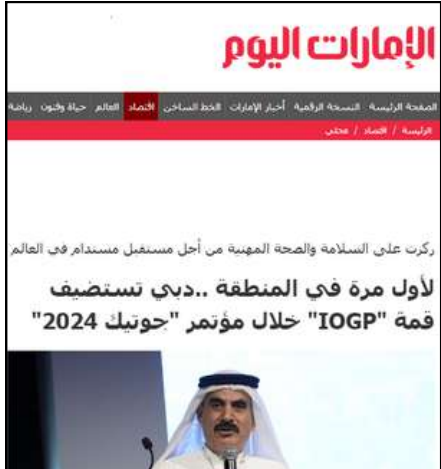 الإمارات اليوم
الصفحة الرئيسة النسخة الرقمية أخبار الإمارات الخط الساخن اقتصاد العالم حياة وفنون رياضة
الرئيسة / اقتصاد / محلي
ركزت على السلامة والصحة المهنية من أجل مستقبل مستدام في العالم
لأول مرة في المنطقة ..دبي تستضيف
قمة "IOGP" خلال مؤتمر "جوتيك 2024"